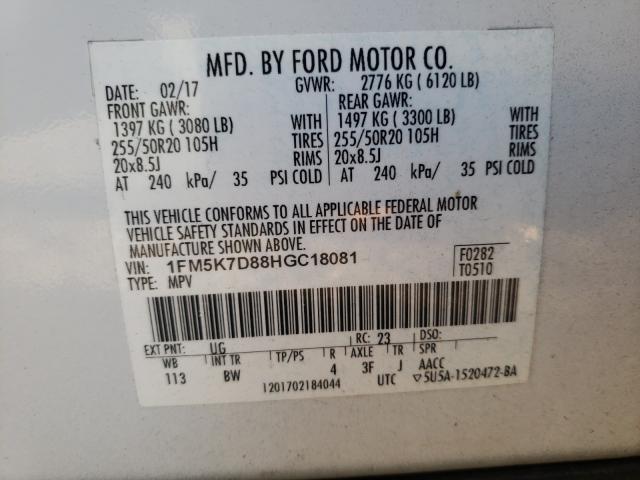 MFD. BY FORD MOTOR CO.
DATE: 02/17 GVWR: 2776 KG ( 6120 LB)
FRONT GAWR: REAR GAWR:
1397 KG ( 3080 LB) WITH 1497 KG ( 3300 LB) WITH
255/50R20 105H TIRES 255/50R20 105H TIRES
20x8.5J RIMS 20x8.5J RIMS
AT 240 kPa/ 35 PSI COLD AT 240 kPa/ 35 PSI COLD
THIS VEHICLE CONFORMS TO ALL APPLICABLE FEDERAL MOTOR
VEHICLE SAFETY STANDARDS IN EFFECT ON THE DATE OF
MANUFACTURE SHOWN ABOVE.
VIN: 1FM5K7D88HGC18081 F0282
TYPE: MPV T0510
EXT PNT: UG RC: 23 DSO:
WB INT TR TP/PS R AXLE TR SPR
113 BW 4 3F J AACC
1201702184044 UTC ▽5U5A-1520472-BA